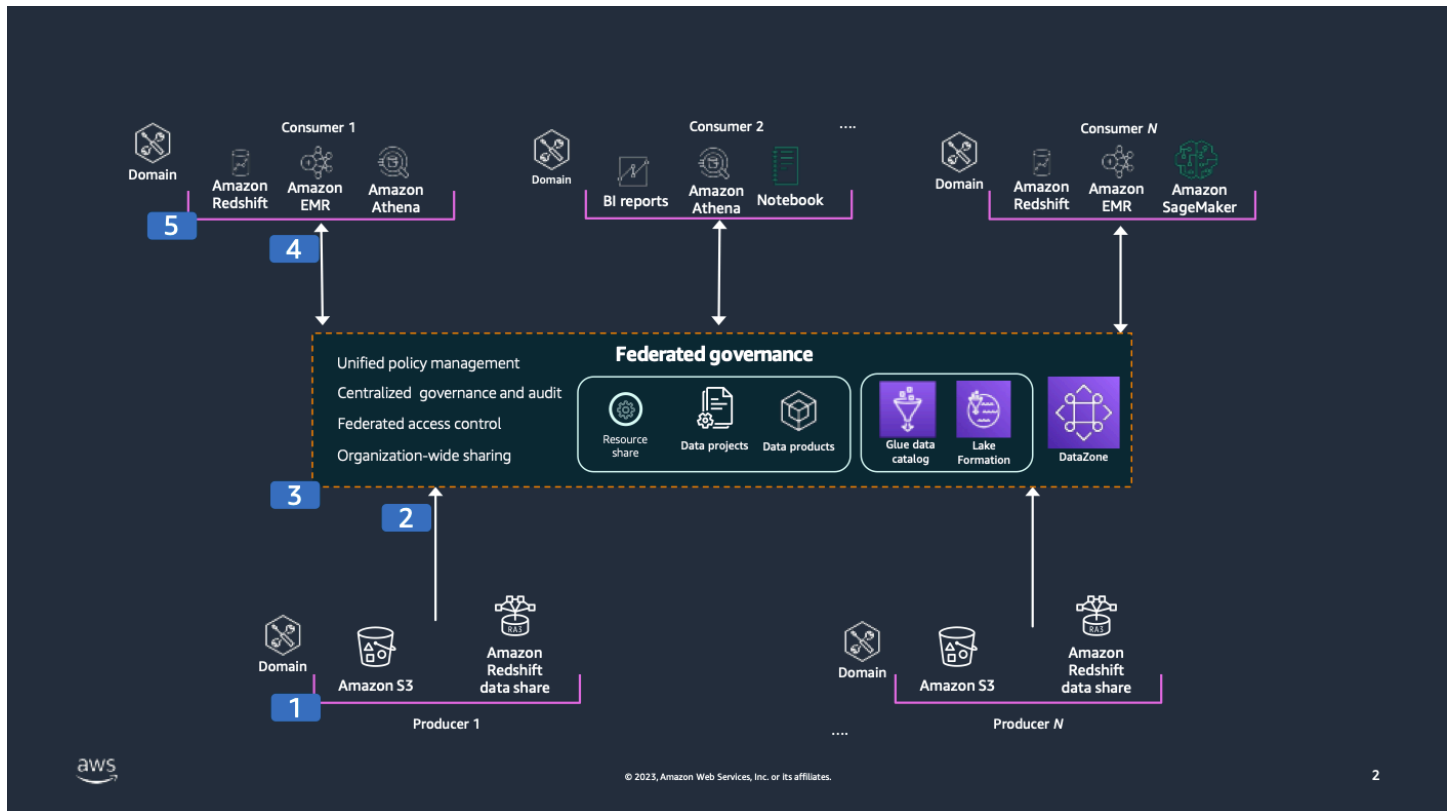 Consumer 1
Consumer 2
....
Consumer N
Domain
Amazon
Redshift
Amazon
EMR
Amazon
Athena
Domain
BI reports
Amazon
Athena
Notebook
Domain
Amazon
Redshift
Amazon
EMR
Amazon
SageMaker
5
4
Unified policy management
Centralized governance and audit
Federated access control
Organization-wide sharing
Federated governance
Resource
share
Data projects
Data products
Glue data
catalog
Lake
Formation
DataZone
3
2
Domain
Amazon S3
RA3
Amazon
Redshift
data share
1
Producer 1
....
Domain
Amazon S3
RA3
Amazon
Redshift
data share
Producer N
aws
© 2023, Amazon Web Services, Inc. or its affiliates.
2